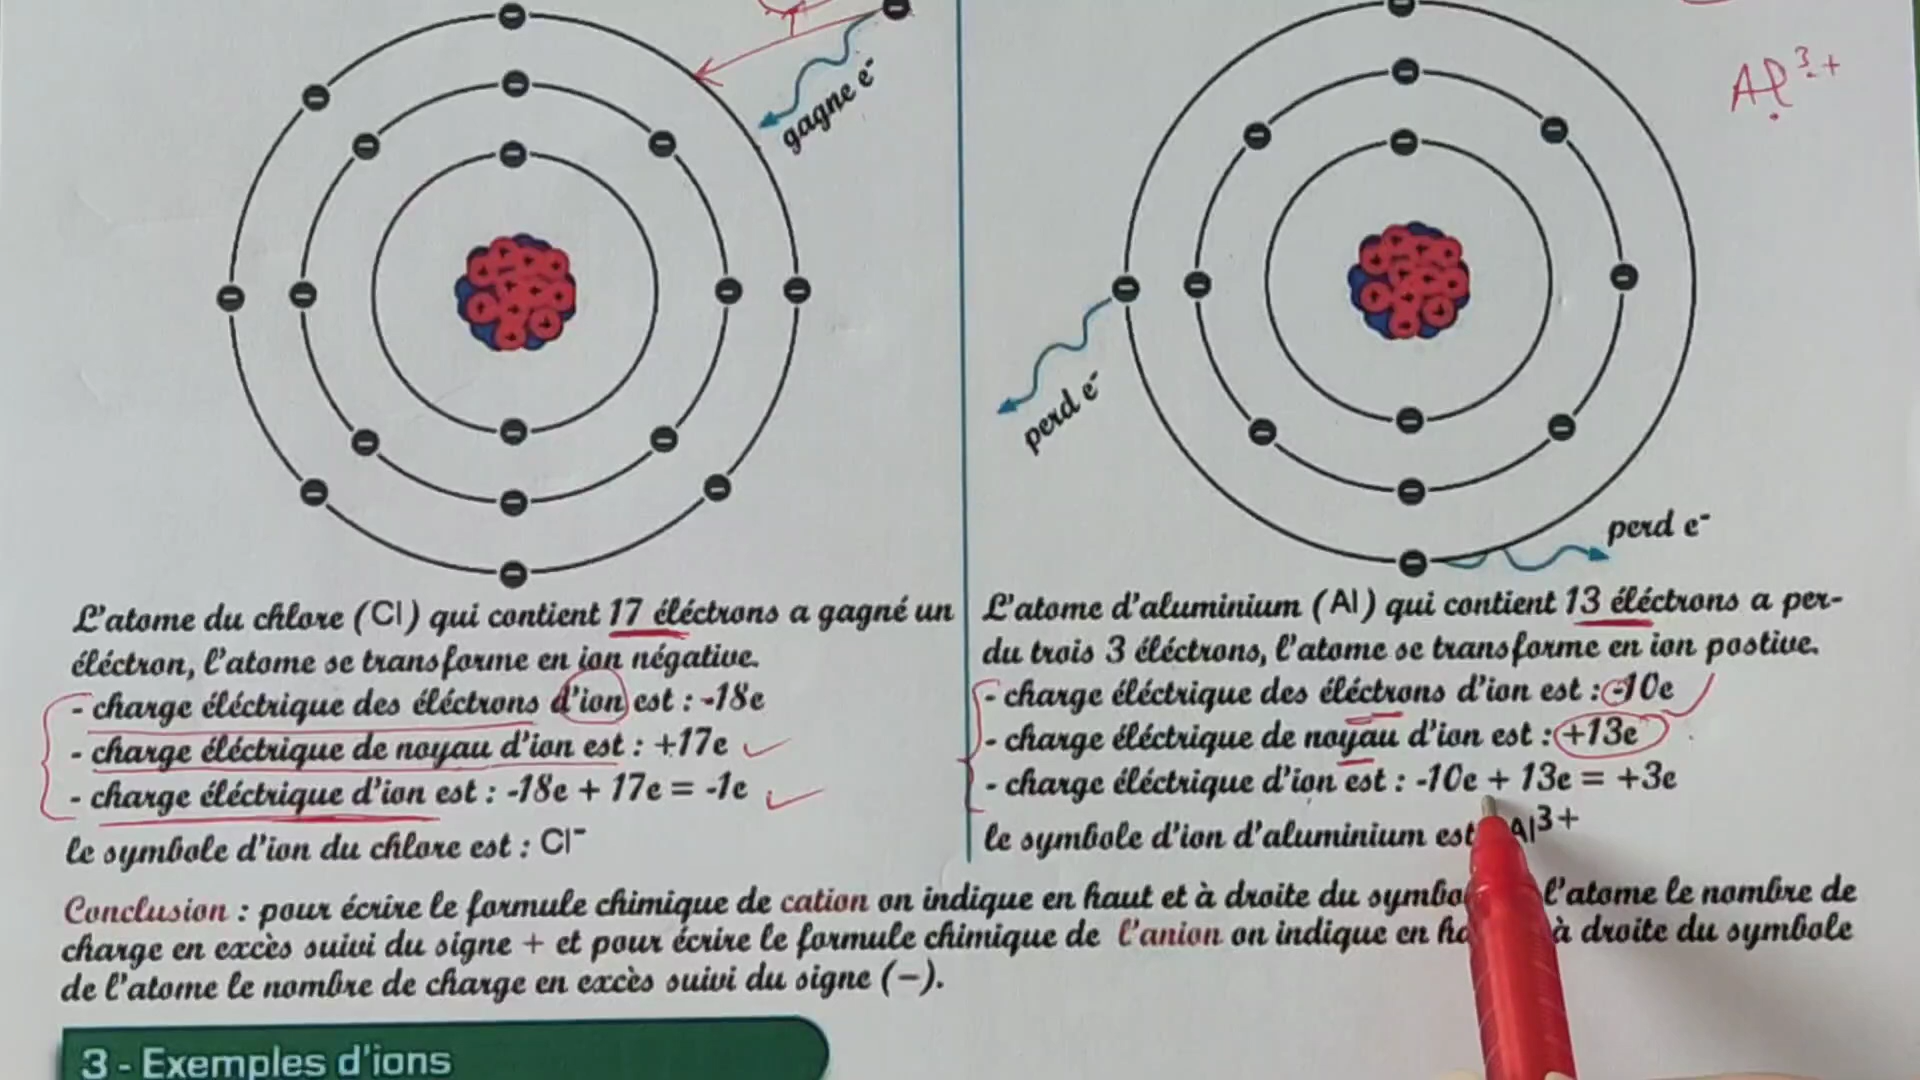 gagne e⁻
Al³⁺
perd e⁻
perd e⁻
L'atome du chlore (Cl) qui contient 17 éléctrons a gagné un
éléctron, l'atome se transforme en ion négative.
- charge éléctrique des éléctrons d'ion est : -18e
- charge éléctrique de noyau d'ion est : +17e
- charge éléctrique d'ion est : -18e + 17e = -1e
le symbole d'ion du chlore est : Cl⁻
L'atome d'aluminium (Al) qui contient 13 éléctrons a per-
du trois 3 éléctrons, l'atome se transforme en ion postive.
- charge éléctrique des éléctrons d'ion est : -10e
- charge éléctrique de noyau d'ion est : +13e
- charge éléctrique d'ion est : -10e + 13e = +3e
le symbole d'ion d'aluminium est Al³⁺
Conclusion : pour écrire le formule chimique de cation on indique en haut et à droite du symbo l'atome le nombre de
charge en excès suivi du signe + et pour écrire le formule chimique de l'anion on indique en ha à droite du symbole
de l'atome le nombre de charge en excès suivi du signe (–).
3 - Exemples d'ions